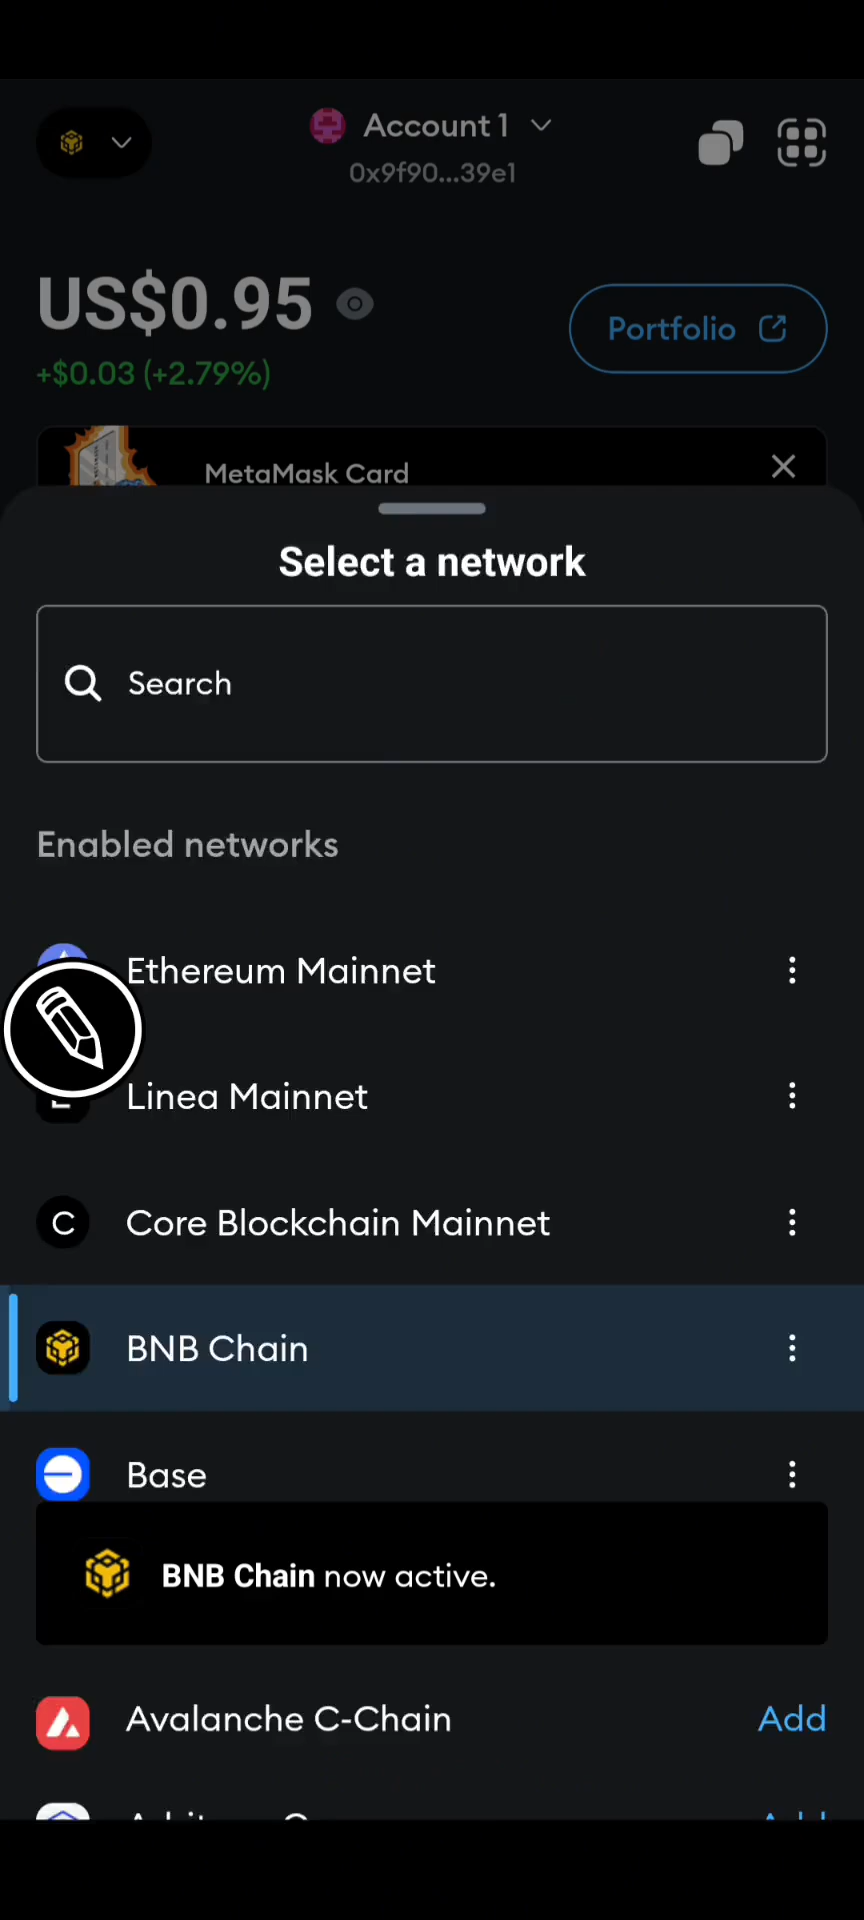 Account 1
0x9f90...39e1
US$0.95
Portfolio
+$0.03 (+2.79%)
MetaMask Card
Select a network
Search
Enabled networks
Ethereum Mainnet
Linea Mainnet
C
Core Blockchain Mainnet
BNB Chain
Base
BNB Chain now active.
Avalanche C-Chain Add